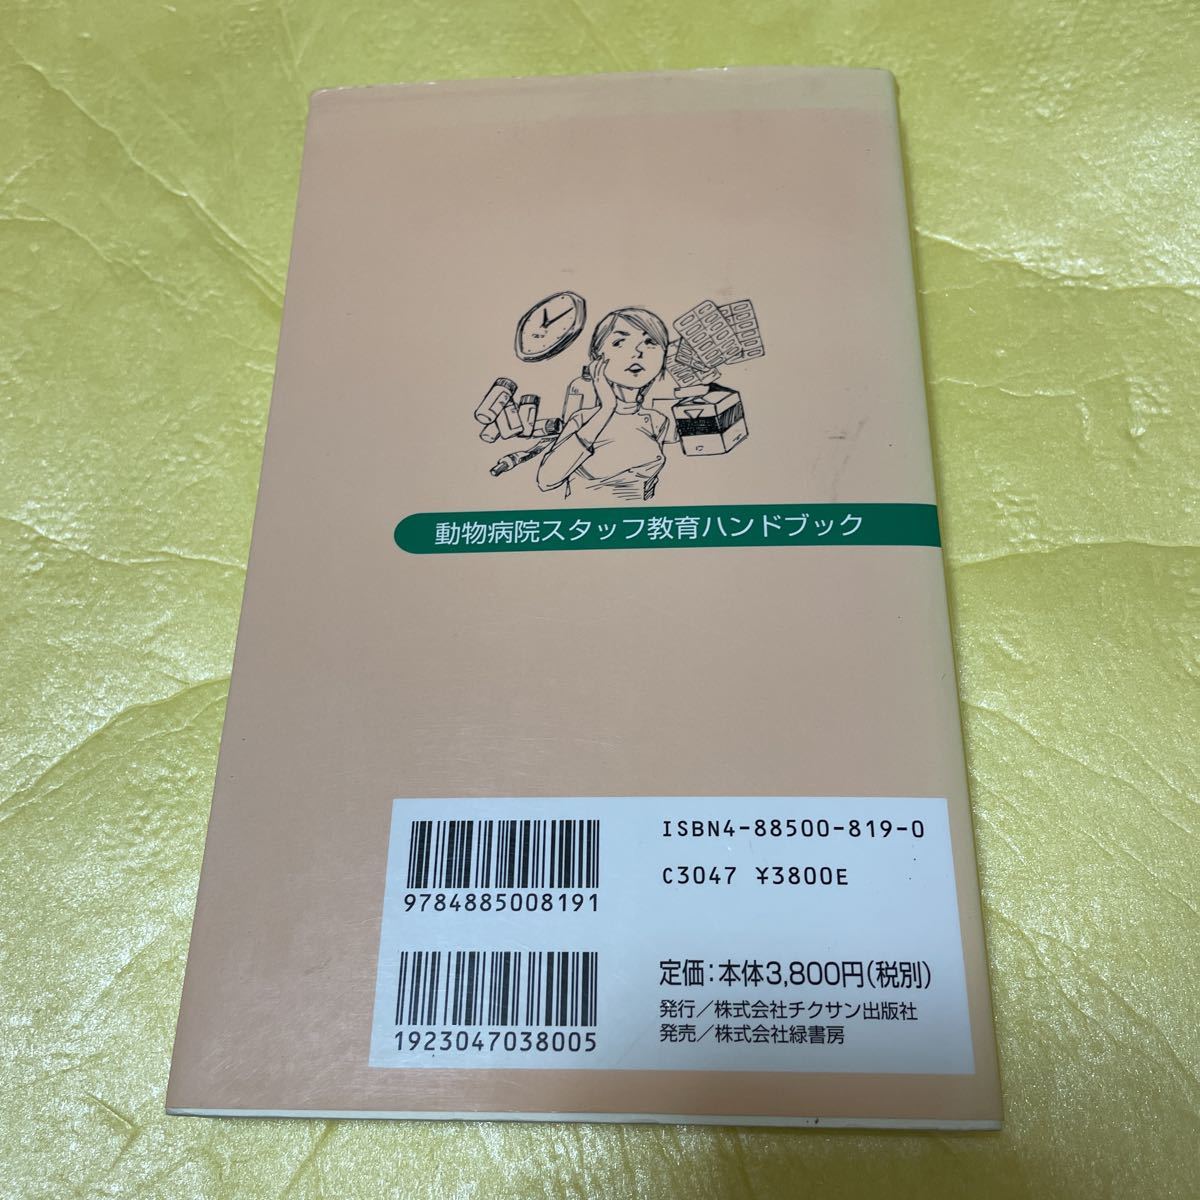 動物病院スタッフ教育ハンドブック
ISBN4-88500-819-0
C3047 ¥3800E
9784885008191
定価：本体3,800円(税別)
発行／株式会社チクサン出版社
発売／株式会社緑書房
1923047038005